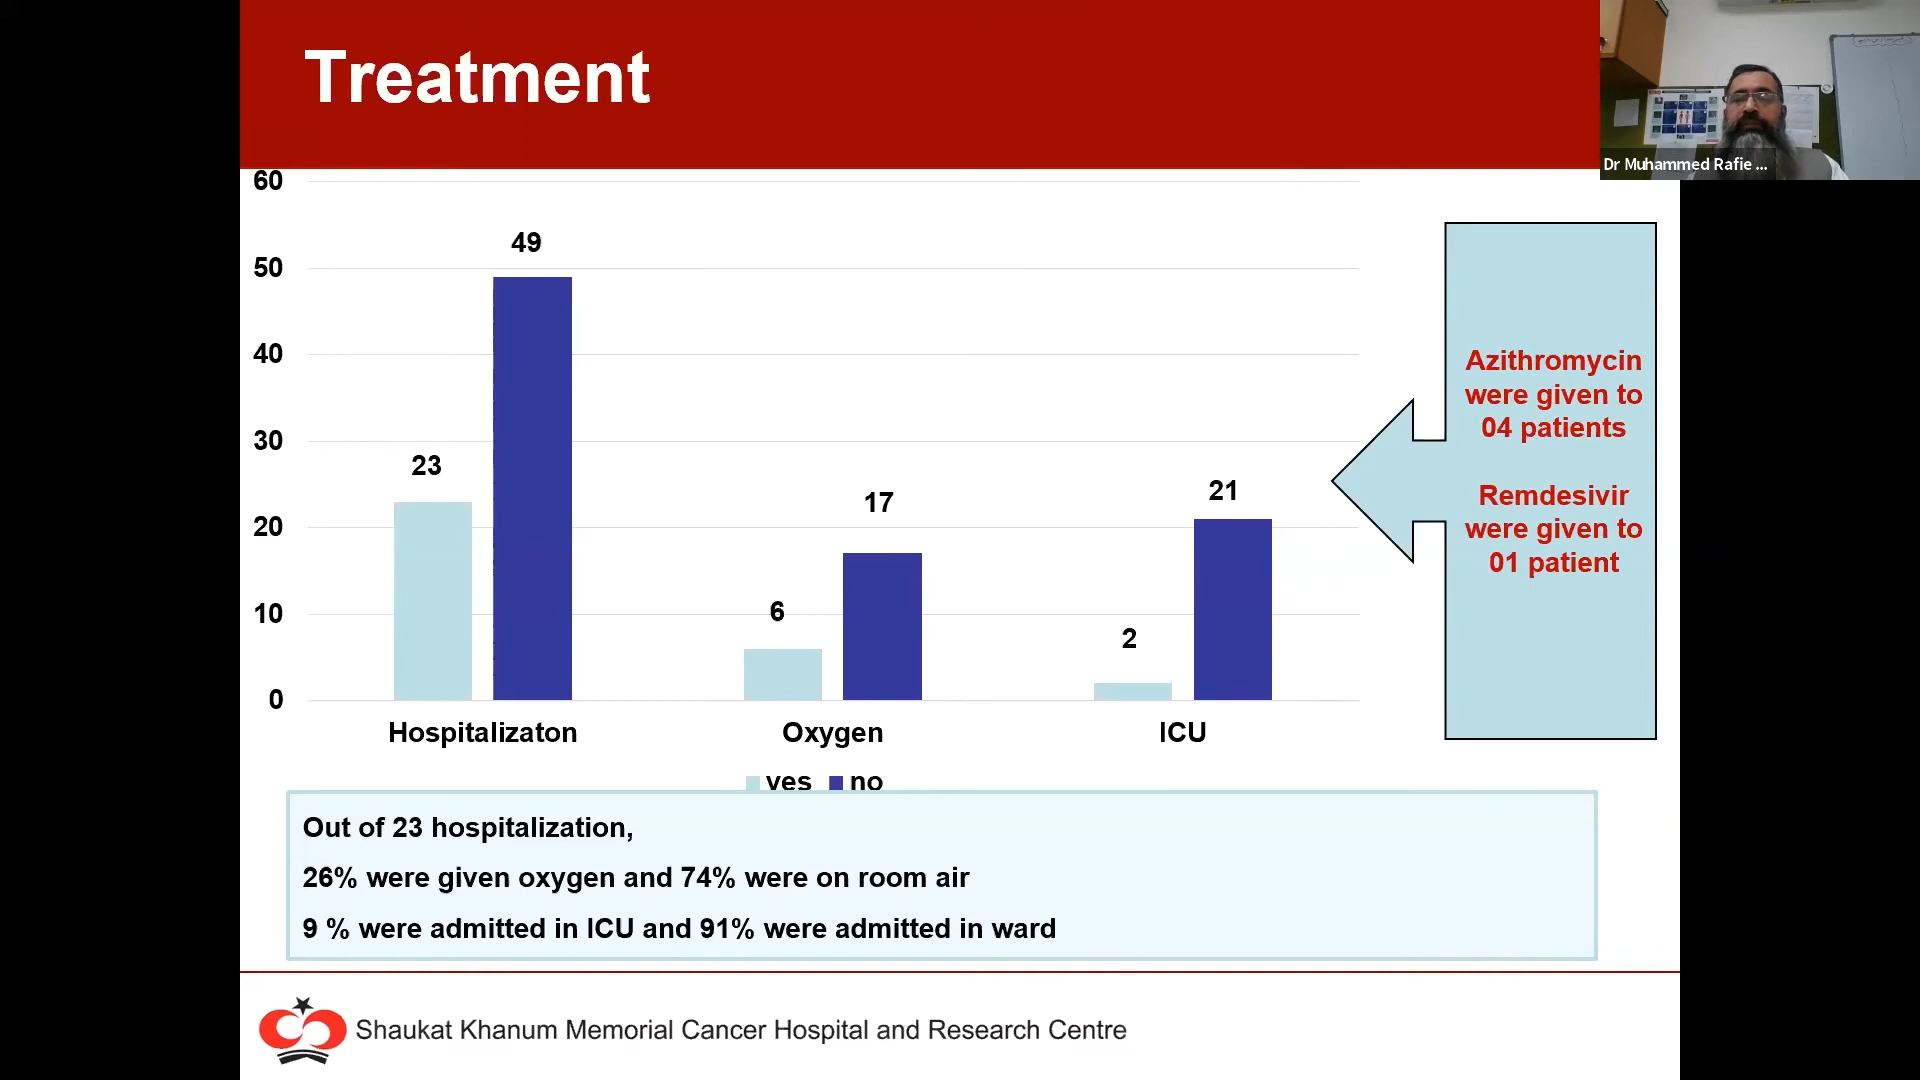 Treatment
Dr Muhammed Rafie ...
60
50
40
30
20
10
0
23
49
6
17
2
21
Hospitalizaton
Oxygen
ICU
yes no
Azithromycin
were given to
04 patients
Remdesivir
were given to
01 patient
Out of 23 hospitalization,
26% were given oxygen and 74% were on room air
9 % were admitted in ICU and 91% were admitted in ward
Shaukat Khanum Memorial Cancer Hospital and Research Centre